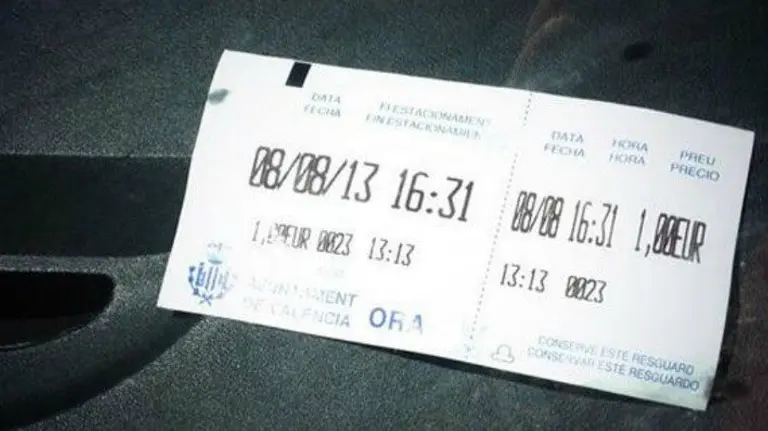 DATA
FECHA
FI ESTACIONAMENT
FIN ESTACIONAMIEN
08/08/13 16:31
1,00EUR 0023 13:13
AJUNTAMENT
DE VALENCIA
ORA
DATA HORA PREU
FECHA HORA PRECIO
08/08 16:31 1,00EUR
13:13 0023
CONSERVE ESTE RESGUARD
CONSERVAR ESTE RESGUARDO